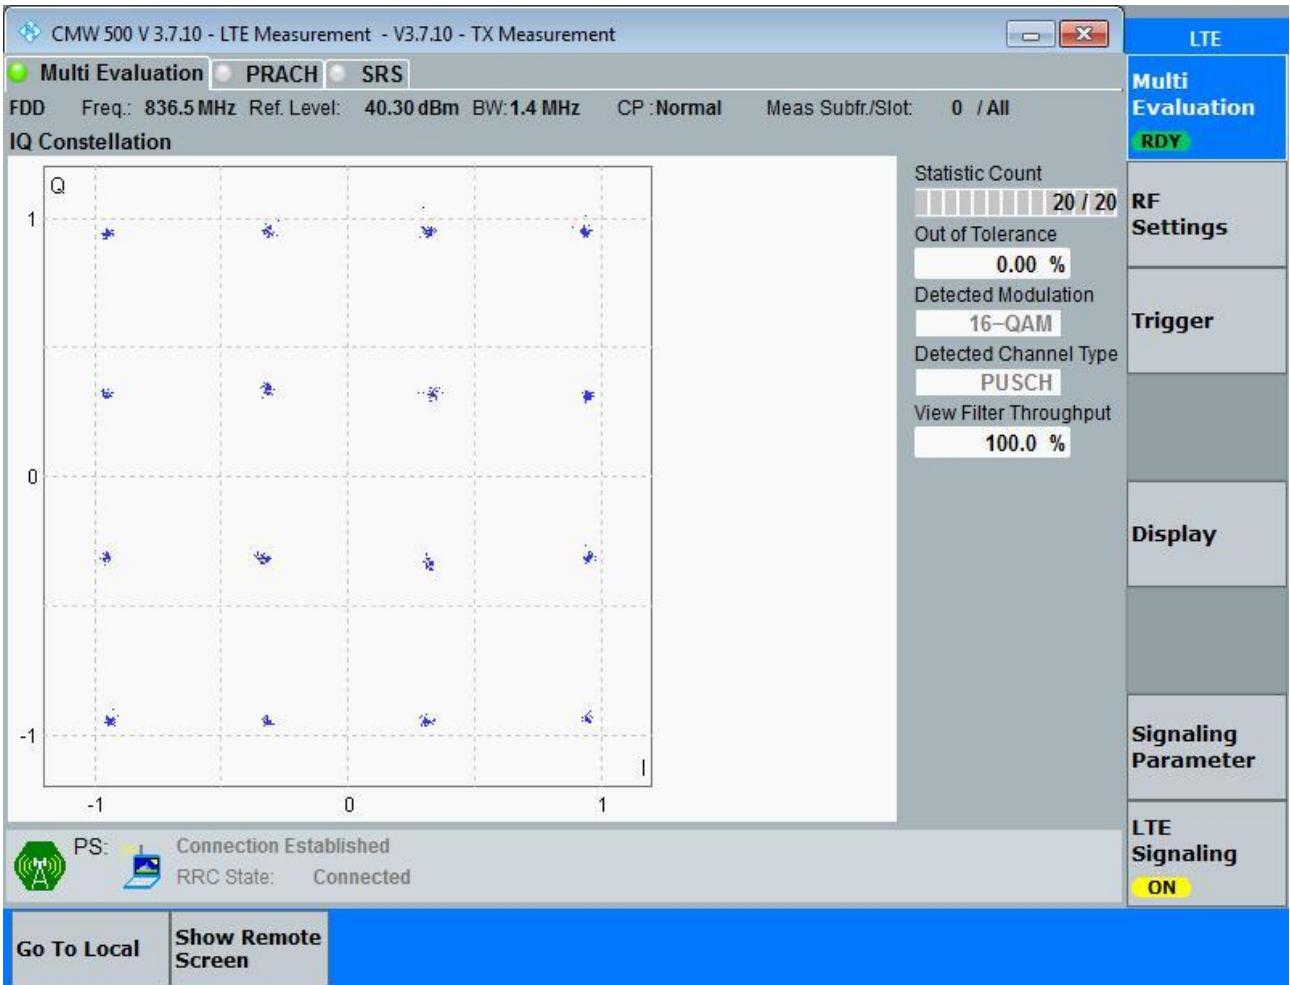 CMW 500 V 3.7.10 - LTE Measurement - V3.7.10 - TX Measurement
LTE
Multi Evaluation PRACH SRS
FDD Freq.: 836.5 MHz Ref. Level: 40.30 dBm BW: 1.4 MHz CP : Normal Meas Subfr./Slot: 0 / All
IQ Constellation
Q
1
0
-1
I
-1 0 1
Statistic Count
20 / 20
Out of Tolerance
0.00 %
Detected Modulation
16-QAM
Detected Channel Type
PUSCH
View Filter Throughput
100.0 %
Multi
Evaluation
RDY
RF
Settings
Trigger
Display
Signaling
Parameter
LTE
Signaling
ON
PS: Connection Established
RRC State: Connected
Go To Local
Show Remote
Screen